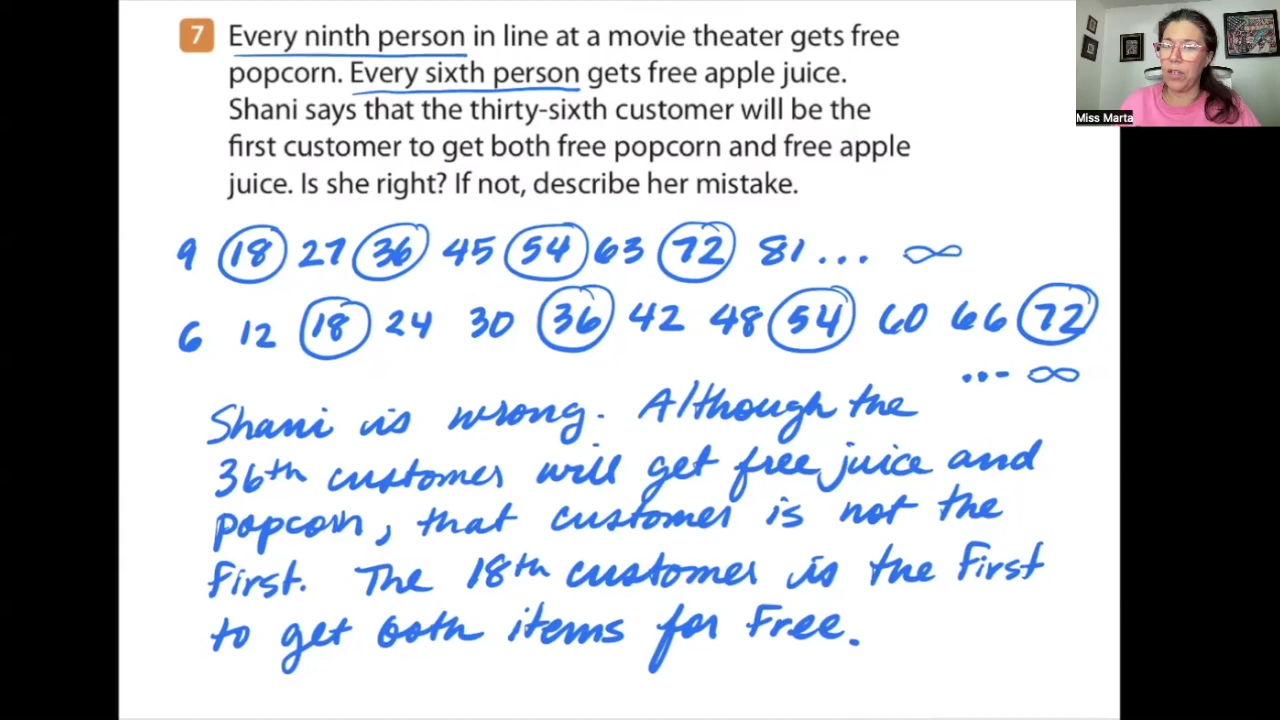 7 Every ninth person in line at a movie theater gets free
popcorn. Every sixth person gets free apple juice.
Shani says that the thirty-sixth customer will be the
first customer to get both free popcorn and free apple
juice. Is she right? If not, describe her mistake.
Miss Marta
9 18 27 36 45 54 63 72 81 ... ∞
6 12 18 24 30 36 42 48 54 60 66 72
... ∞
Shani is wrong. Although the
36th customer will get free juice and
popcorn, that customer is not the
first. The 18th customer is the first
to get both items for free.